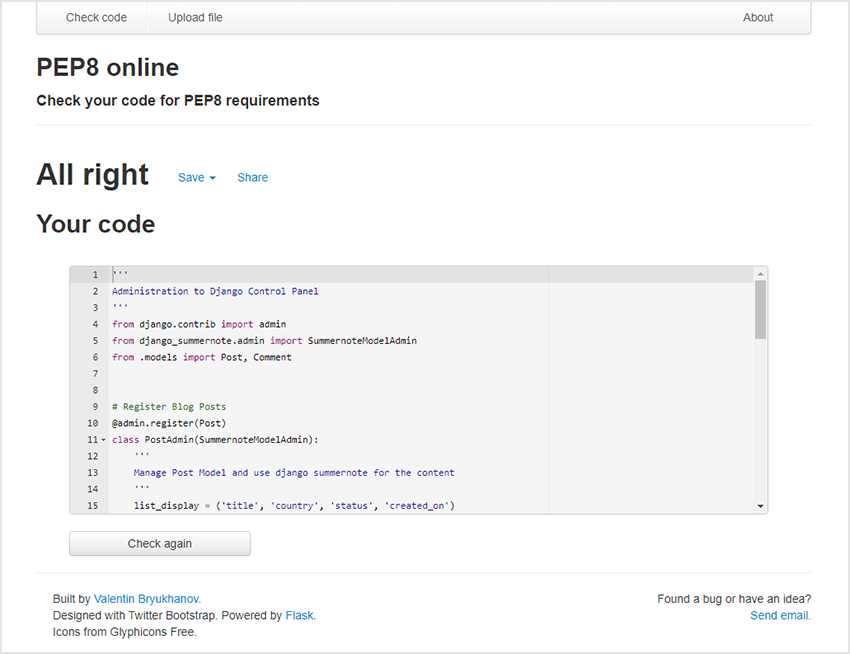 Check code Upload file About
PEP8 online
Check your code for PEP8 requirements
All right Save Share
Your code
1 '''
2 Administration to Django Control Panel
3 '''
4 from django.contrib import admin
5 from django_summernote.admin import SummernoteModelAdmin
6 from .models import Post, Comment
7
8
9 # Register Blog Posts
10 @admin.register(Post)
11 class PostAdmin(SummernoteModelAdmin):
12     '''
13     Manage Post Model and use django summernote for the content
14     '''
15     list_display = ('title', 'country', 'status', 'created_on')
Check again
Built by Valentin Bryukhanov. Found a bug or have an idea?
Designed with Twitter Bootstrap. Powered by Flask. Send email.
Icons from Glyphicons Free.